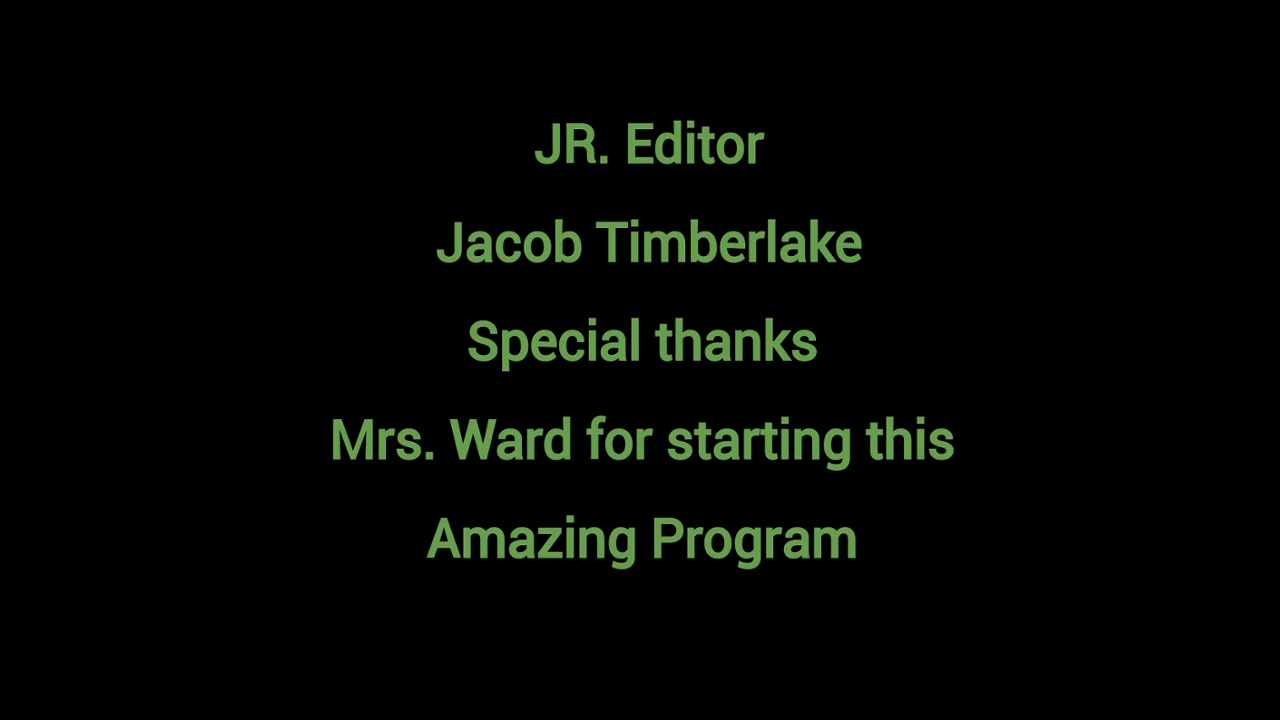 JR. Editor
Jacob Timberlake
Special thanks
Mrs. Ward for starting this
Amazing Program